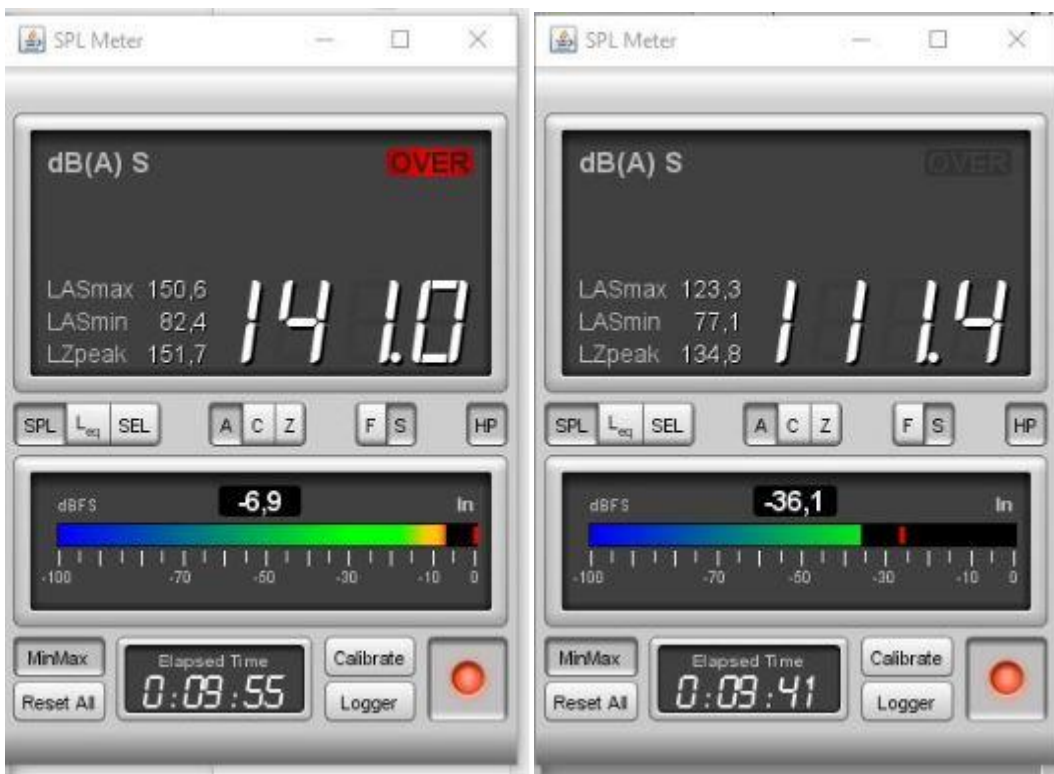 SPL Meter
dB(A) S OVER
LASmax 150,6
LASmin 82,4
LZpeak 151,7
141.0
SPL Leq SEL A C Z F S HP
dBFS -6,9 In
-100 -70 -50 -30 -10 0
MinMax
Reset All
Elapsed Time
0:09:55
Calibrate
Logger
SPL Meter
dB(A) S OVER
LASmax 123,3
LASmin 77,1
LZpeak 134,8
111.4
SPL Leq SEL A C Z F S HP
dBFS -36,1 In
-100 -70 -50 -30 -10 0
MinMax
Reset All
Elapsed Time
0:09:41
Calibrate
Logger